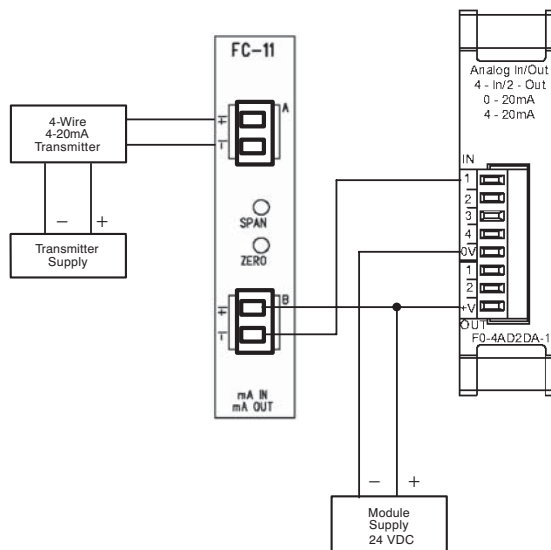 FC-11
A
+
−
SPAN
ZERO
B
+
−
mA IN
mA OUT
4-Wire
4-20mA
Transmitter
− +
Transmitter
Supply
Analog In/Out
4 - In/2 - Out
0 - 20mA
4 - 20mA
IN
1
2
3
4
0V
1
2
+V
OUT
F0-4AD2DA-1
− +
Module
Supply
24 VDC